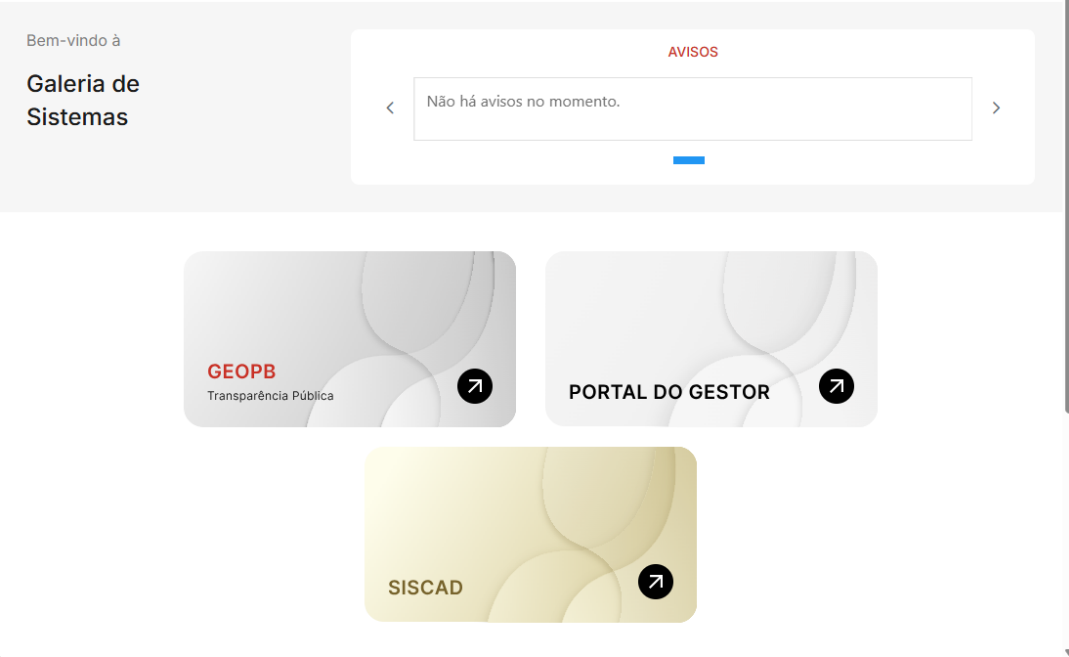 Bem-vindo à
Galeria de
Sistemas
AVISOS
Não há avisos no momento.
GEOPB
Transparência Pública
PORTAL DO GESTOR
SISCAD